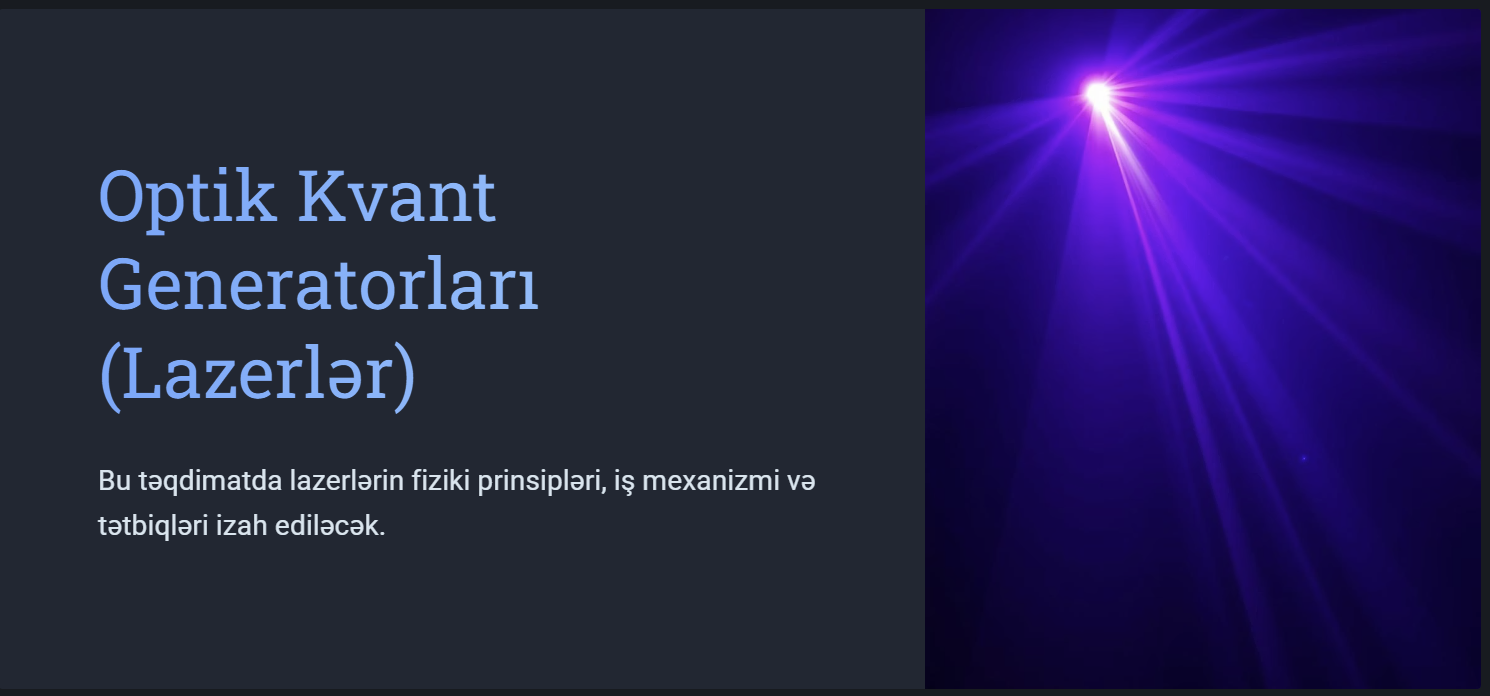 Optik Kvant
Generatorları
(Lazerlər)
Bu təqdimatda lazerlərin fiziki prinsipləri, iş mexanizmi və
tətbiqləri izah ediləcək.